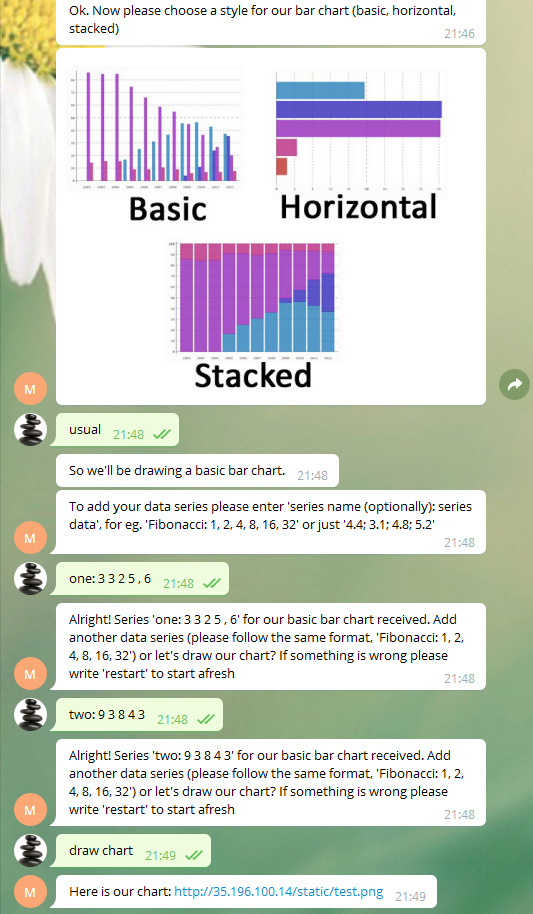 Ok. Now please choose a style for our bar chart (basic, horizontal,
stacked)
21:46
Basic
Horizontal
Stacked
M
usual 21:48
So we'll be drawing a basic bar chart. 21:48
To add your data series please enter 'series name (optionally): series
data', for eg. 'Fibonacci: 1, 2, 4, 8, 16, 32' or just '4.4; 3.1; 4.8; 5.2'
M
21:48
one: 3 3 2 5 , 6 21:48
Alright! Series 'one: 3 3 2 5 , 6' for our basic bar chart received. Add
another data series (please follow the same format, 'Fibonacci: 1, 2,
4, 8, 16, 32') or let's draw our chart? If something is wrong please
write 'restart' to start afresh
M
21:48
two: 9 3 8 4 3 21:48
Alright! Series 'two: 9 3 8 4 3' for our basic bar chart received. Add
another data series (please follow the same format, 'Fibonacci: 1, 2,
4, 8, 16, 32') or let's draw our chart? If something is wrong please
write 'restart' to start afresh
M
21:48
draw chart 21:49
M
Here is our chart: http://35.196.100.14/static/test.png 21:49